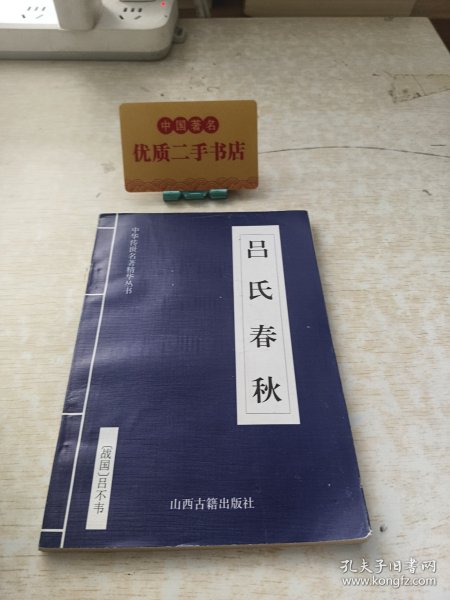 中国著名
优质二手书店
中华传世名著精华丛书
吕氏春秋
〔战国〕吕不韦
山西古籍出版社
孔夫子旧书网
www.kongfz.com